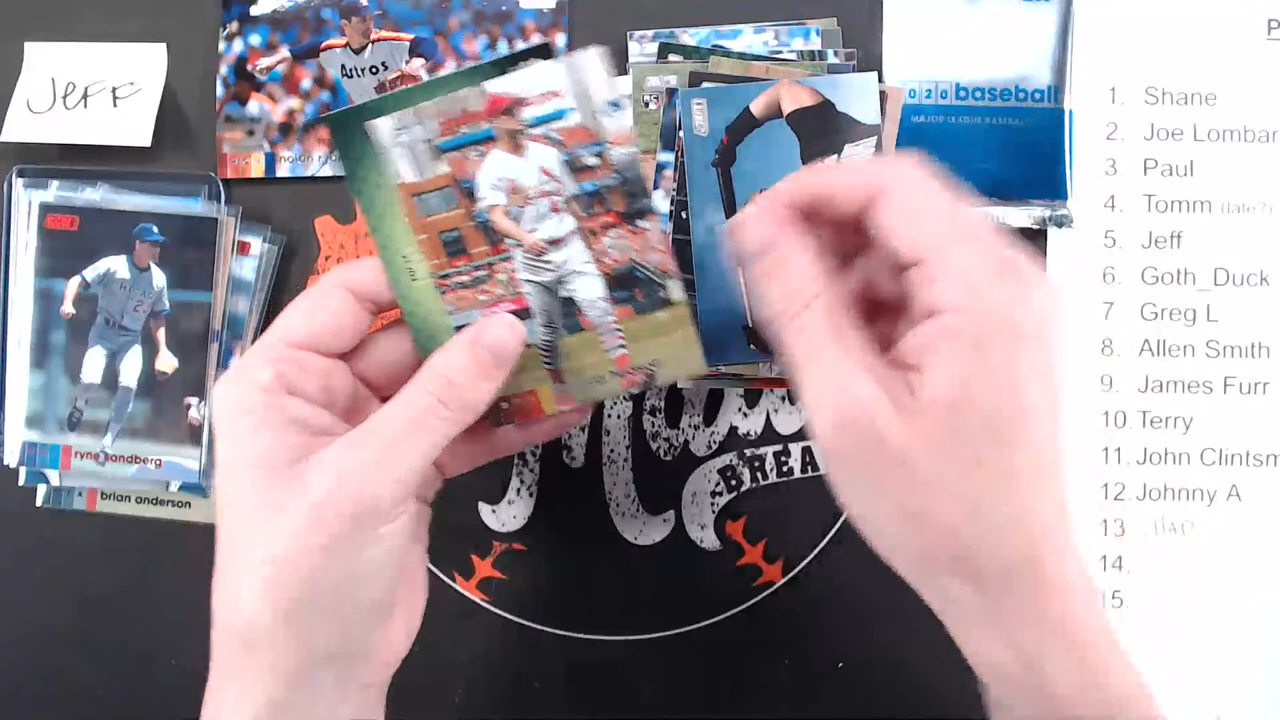 JEFF
Astros
nolan ryan
ryne sandberg
brian anderson
020 baseball
MAJOR LEAGUE BASEBALL
BREA
P
1. Shane
2. Joe Lombar
3. Paul
4. Tomm (late?)
5. Jeff
6. Goth_Duck
7 Greg L
8. Allen Smith
9. James Furr
10. Terry
11. John Clintsm
12. Johnny A
13
14.
15.